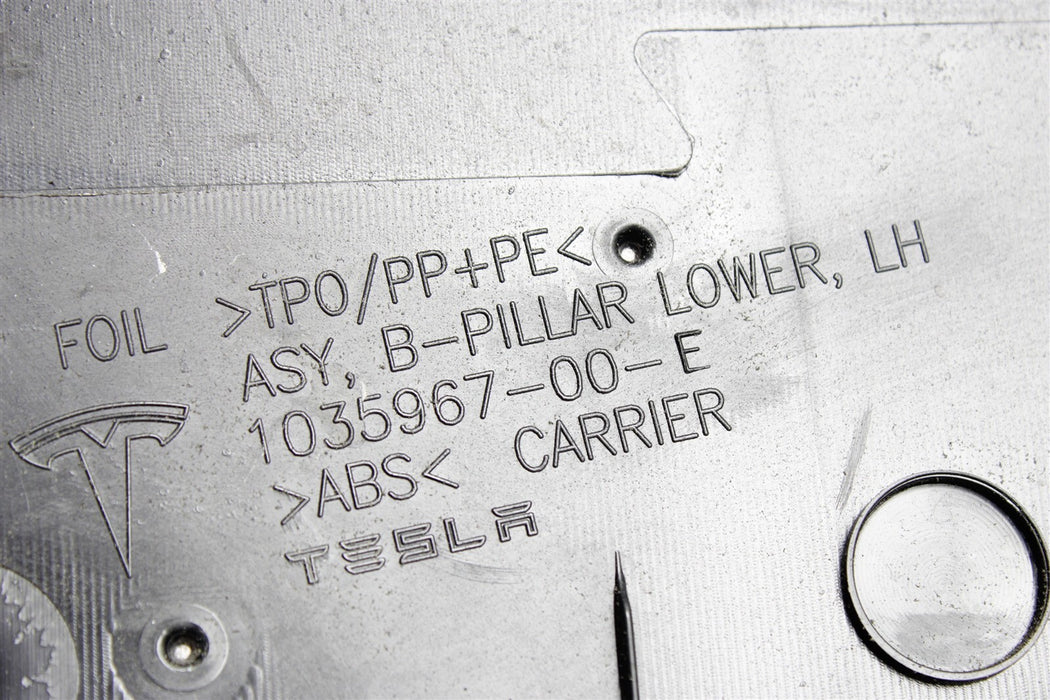 FOIL >TPO/PP+PE<
ASY, B-PILLAR LOWER, LH
1035967-00-E
>ABS< CARRIER
TESLA